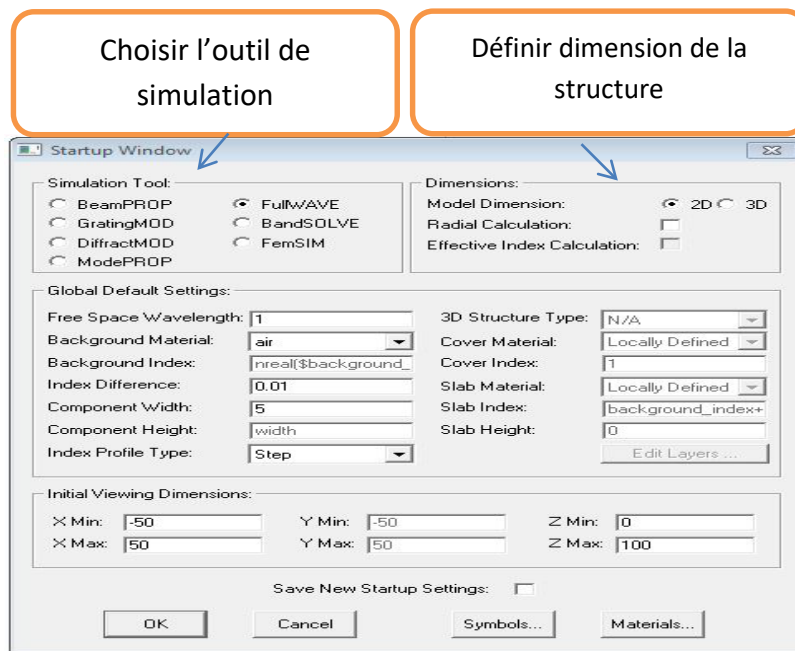 Choisir l’outil de
simulation
Définir dimension de la
structure
Startup Window
Simulation Tool:
BeamPROP FullWAVE
GratingMOD BandSOLVE
DiffractMOD FemSIM
ModePROP
Dimensions:
Model Dimension: 2D 3D
Radial Calculation:
Effective Index Calculation:
Global Default Settings:
Free Space Wavelength: 1
Background Material: air
Background Index: nreal($background_
Index Difference: 0.01
Component Width: 5
Component Height: width
Index Profile Type: Step
3D Structure Type: N/A
Cover Material: Locally Defined
Cover Index: 1
Slab Material: Locally Defined
Slab Index: background_index+
Slab Height: 0
Edit Layers ...
Initial Viewing Dimensions:
X Min: -50 Y Min: -50 Z Min: 0
X Max: 50 Y Max: 50 Z Max: 100
Save New Startup Settings:
OK Cancel Symbols... Materials...